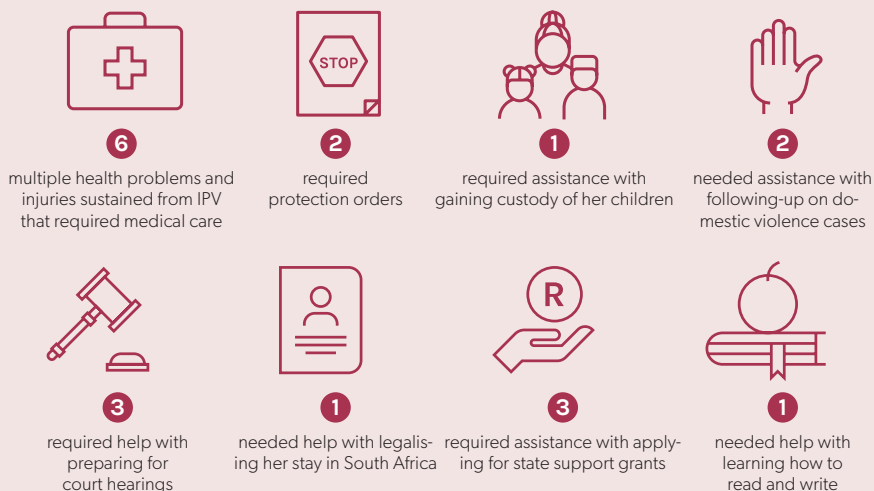 STOP
6
multiple health problems and
injuries sustained from IPV
that required medical care
2
required
protection orders
1
required assistance with
gaining custody of her children
2
needed assistance with
following-up on do-
mestic violence cases
3
required help with
preparing for
court hearings
1
needed help with legalis-
ing her stay in South Africa
R
3
required assistance with apply-
ing for state support grants
1
needed help with
learning how to
read and write